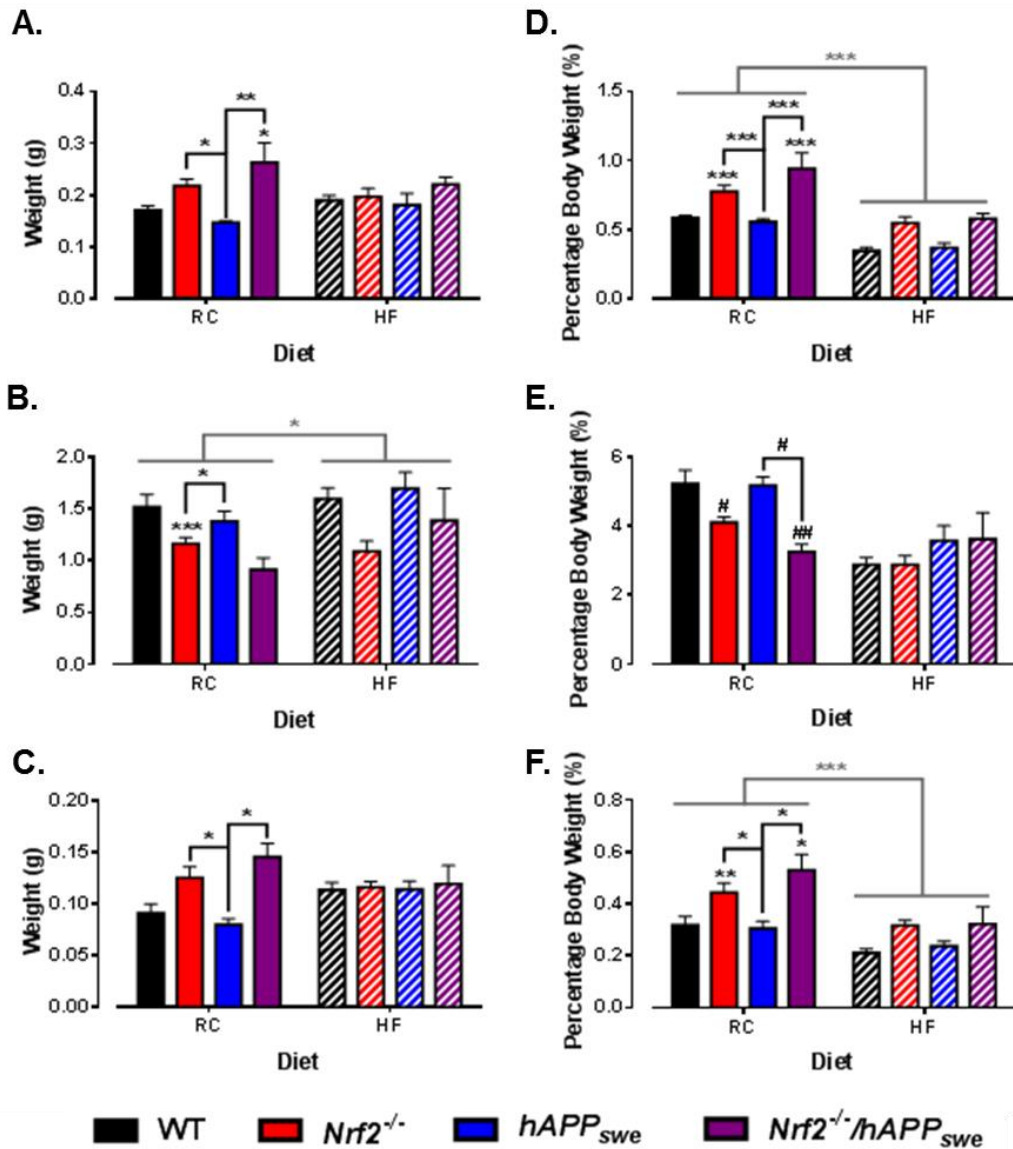 A.
Weight (g)
0.4
0.3
0.2
0.1
0.0
*
**
*
RC
HF
Diet
D.
Percentage Body Weight (%)
1.5
1.0
0.5
0.0
***
***
***
***
***
RC
HF
Diet
B.
Weight (g)
2.0
1.5
1.0
0.5
0.0
*
*
***
RC
HF
Diet
E.
Percentage Body Weight (%)
6
4
2
0
#
#
##
RC
HF
Diet
C.
Weight (g)
0.20
0.15
0.10
0.05
0.00
*
*
RC
HF
Diet
F.
Percentage Body Weight (%)
0.8
0.6
0.4
0.2
0.0
***
*
*
**
*
RC
HF
Diet
WT Nrf2-/- hAPPswe Nrf2-/-/hAPPswe